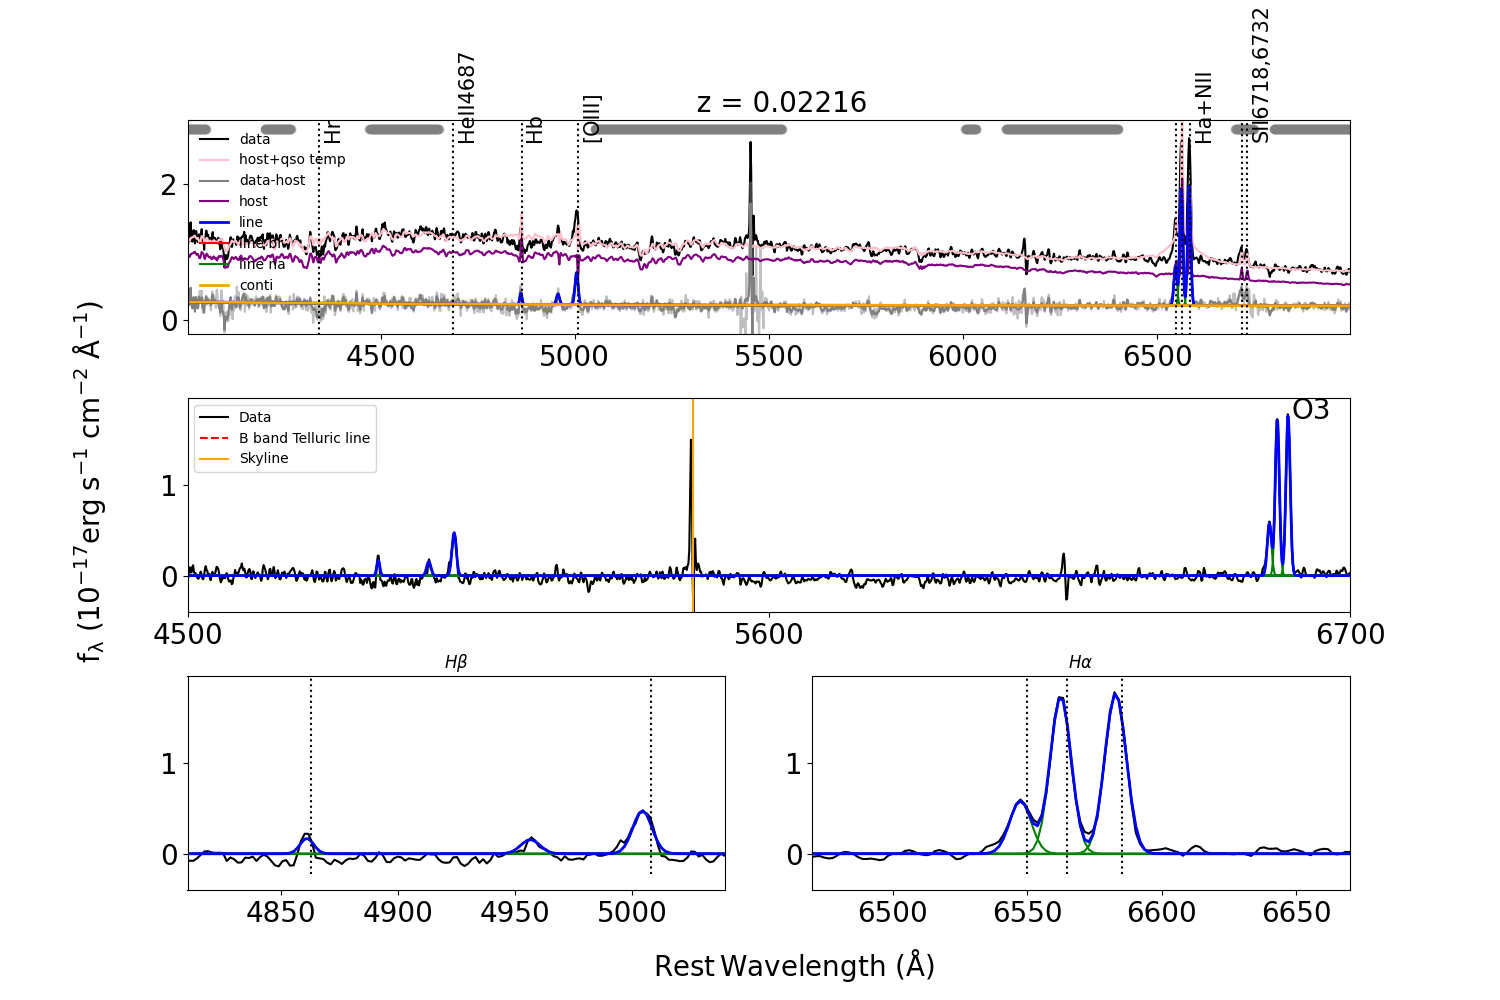 z = 0.02216
Hr
HeII4687
Hb
[OIII]
Ha+NII
SII6718,6732
data
host+qso temp
data-host
host
line
line br
line na
conti
2
0
4500 5000 5500 6000 6500
Data
B band Telluric line
Skyline
O3
1
0
4500 5600 6700
fλ (10−17erg s−1 cm−2 Å−1)
Hβ
1
0
4850 4900 4950 5000
Hα
1
0
6500 6550 6600 6650
Rest Wavelength (Å)